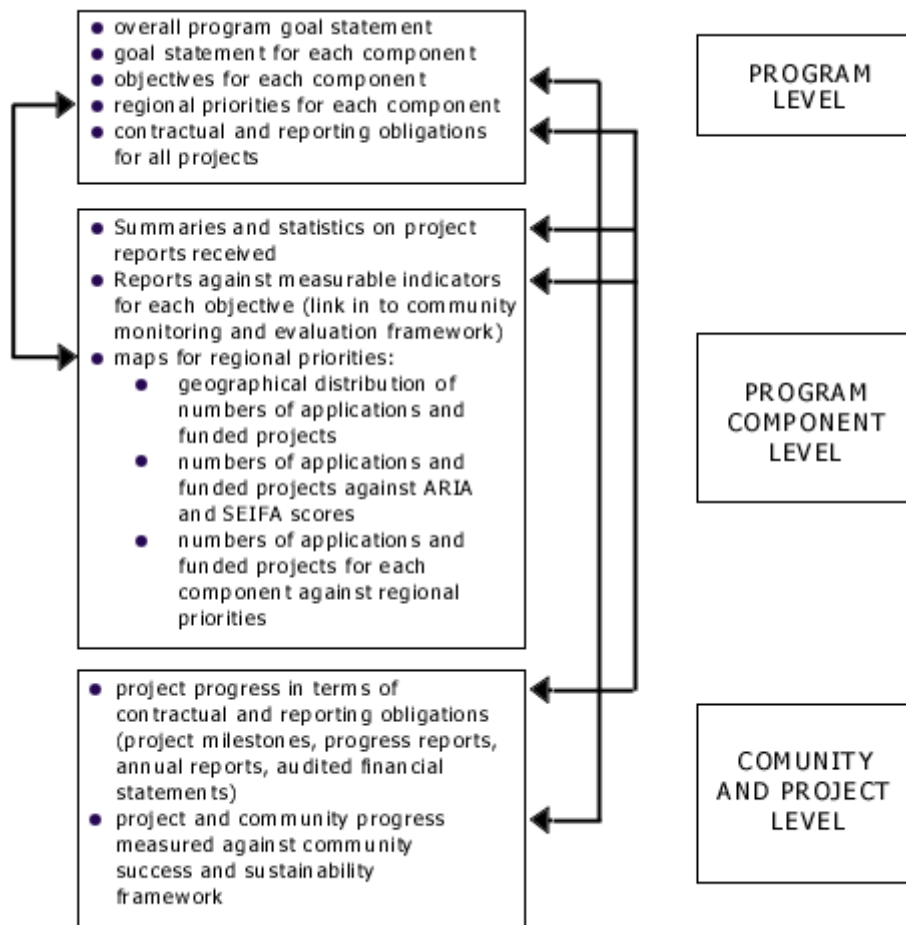 ● overall program goal statement
● goal statement for each component
● objectives for each component
● regional priorities for each component
● contractual and reporting obligations
for all projects
PROGRAM
LEVEL
● Summaries and statistics on project
reports received
● Reports against measurable indicators
for each objective (link in to community
monitoring and evaluation framework)
● maps for regional priorities:
● geographical distribution of
numbers of applications and
funded projects
● numbers of applications and
funded projects against ARIA
and SEIFA scores
● numbers of applications and
funded projects for each
component against regional
priorities
PROGRAM
COMPONENT
LEVEL
● project progress in terms of
contractual and reporting obligations
(project milestones, progress reports,
annual reports, audited financial
statements)
● project and community progress
measured against community
success and sustainability
framework
COMUNITY
AND PROJECT
LEVEL